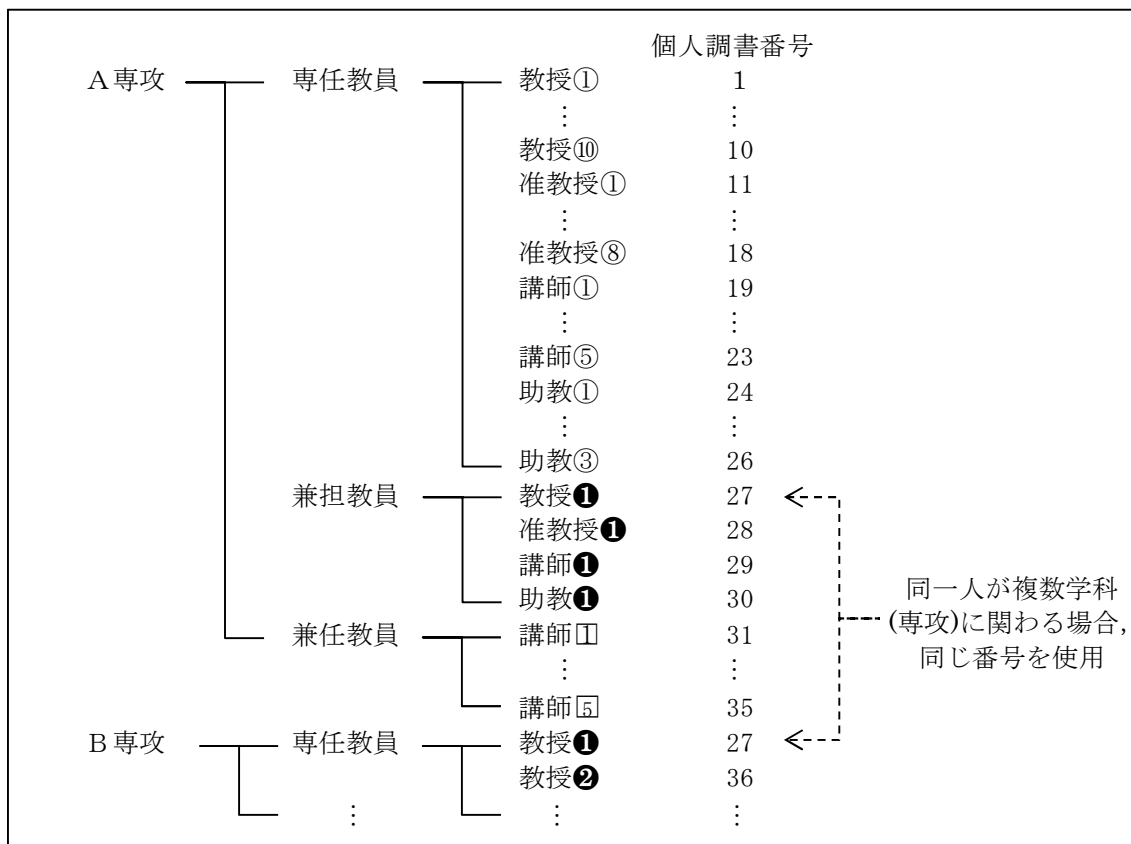 個人調書番号
A専攻 専任教員 教授① 1
⋮ ⋮
教授⑩ 10
准教授① 11
⋮ ⋮
准教授⑧ 18
講師① 19
⋮ ⋮
講師⑤ 23
助教① 24
⋮ ⋮
助教③ 26
兼担教員 教授❶ 27
准教授❶ 28
講師❶ 29
助教❶ 30
兼任教員 講師1 31
⋮ ⋮
講師5 35
同一人が複数学科
(専攻)に関わる場合,
同じ番号を使用
B専攻 専任教員 教授❶ 27
教授❷ 36
⋮ ⋮ ⋮